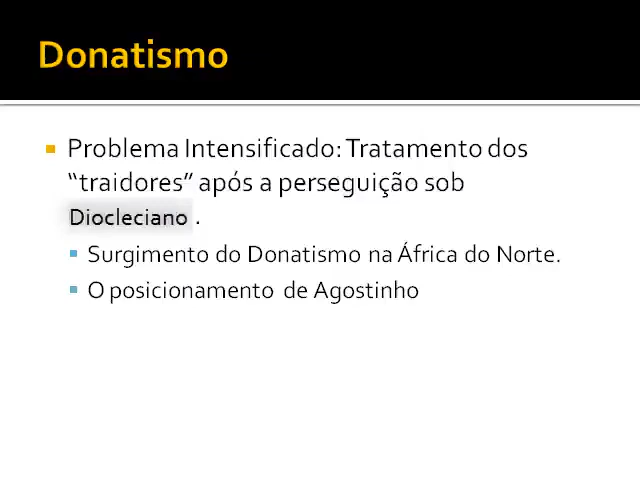 Donatismo
Problema Intensificado: Tratamento dos
“traidores” após a perseguição sob
Diocleciano .
Surgimento do Donatismo na África do Norte.
O posicionamento de Agostinho